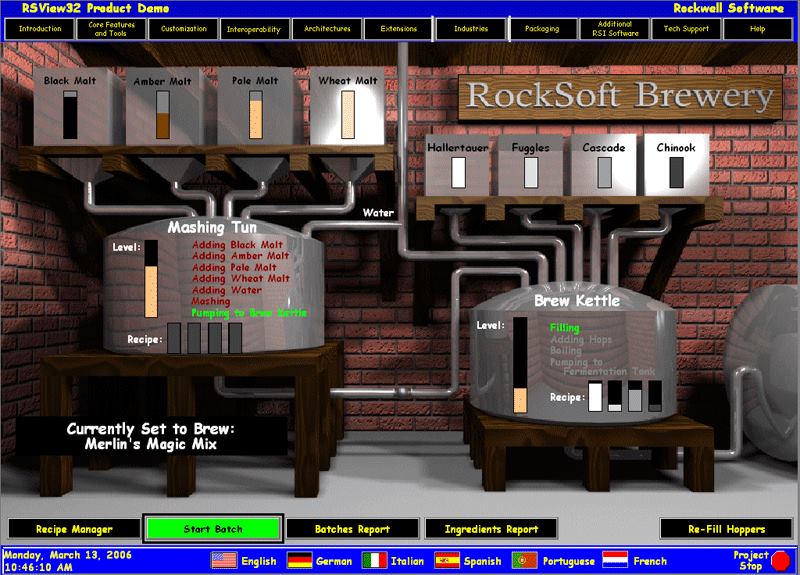 RSView32 Product Demo
Rockwell Software
Introduction
Core Features
and Tools
Customization
Interoperability
Architectures
Extensions
Industries
Packaging
Additional
RSI Software
Tech Support
Help
Black Malt
Amber Malt
Pale Malt
Wheat Malt
RockSoft Brewery
Hallertauer
Fuggles
Cascade
Chinook
Water
Mashing Tun
Level:
Adding Black Malt
Adding Amber Malt
Adding Pale Malt
Adding Wheat Malt
Adding Water
Mashing
Pumping to Brew Kettle
Recipe:
Brew Kettle
Level:
Filling
Adding Hops
Boiling
Pumping to
Fermentation Tank
Recipe:
Currently Set to Brew:
Merlin's Magic Mix
Recipe Manager
Start Batch
Batches Report
Ingredients Report
Re-Fill Hoppers
Monday, March 13, 2006
10:46:10 AM
English
German
Italian
Spanish
Portuguese
French
Project
Stop